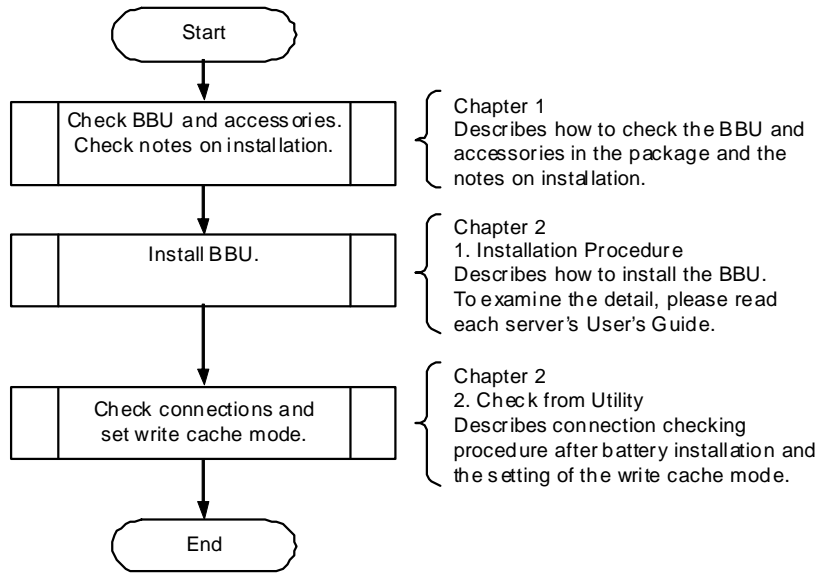 Start
Check BBU and accessories.
Check notes on installation.
Chapter 1
Describes how to check the BBU and
accessories in the package and the
notes on installation.
Install BBU.
Chapter 2
1. Installation Procedure
Describes how to install the BBU.
To examine the detail, please read
each server's User's Guide.
Check connections and
set write cache mode.
Chapter 2
2. Check from Utility
Describes connection checking
procedure after battery installation and
the setting of the write cache mode.
End